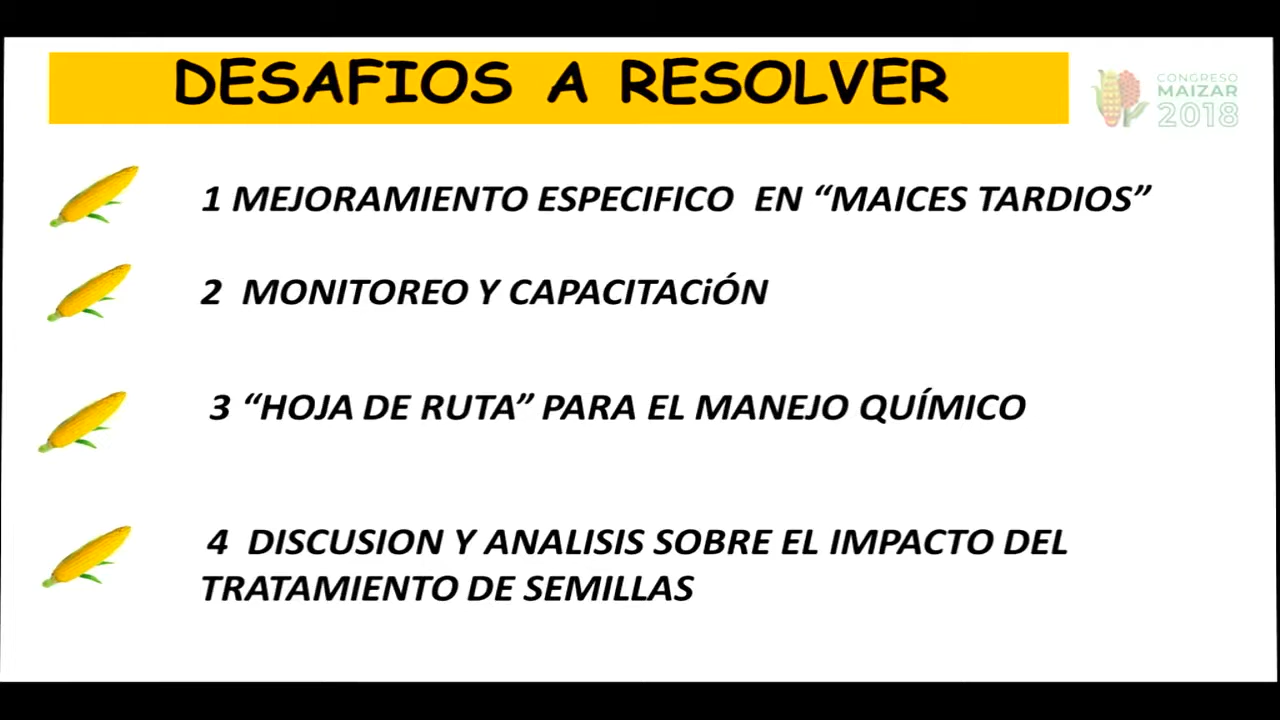 DESAFIOS A RESOLVER
CONGRESO
MAIZAR
2018
1 MEJORAMIENTO ESPECIFICO EN “MAICES TARDIOS”
2 MONITOREO Y CAPACITACiÓN
3 “HOJA DE RUTA” PARA EL MANEJO QUÍMICO
4 DISCUSION Y ANALISIS SOBRE EL IMPACTO DEL
TRATAMIENTO DE SEMILLAS